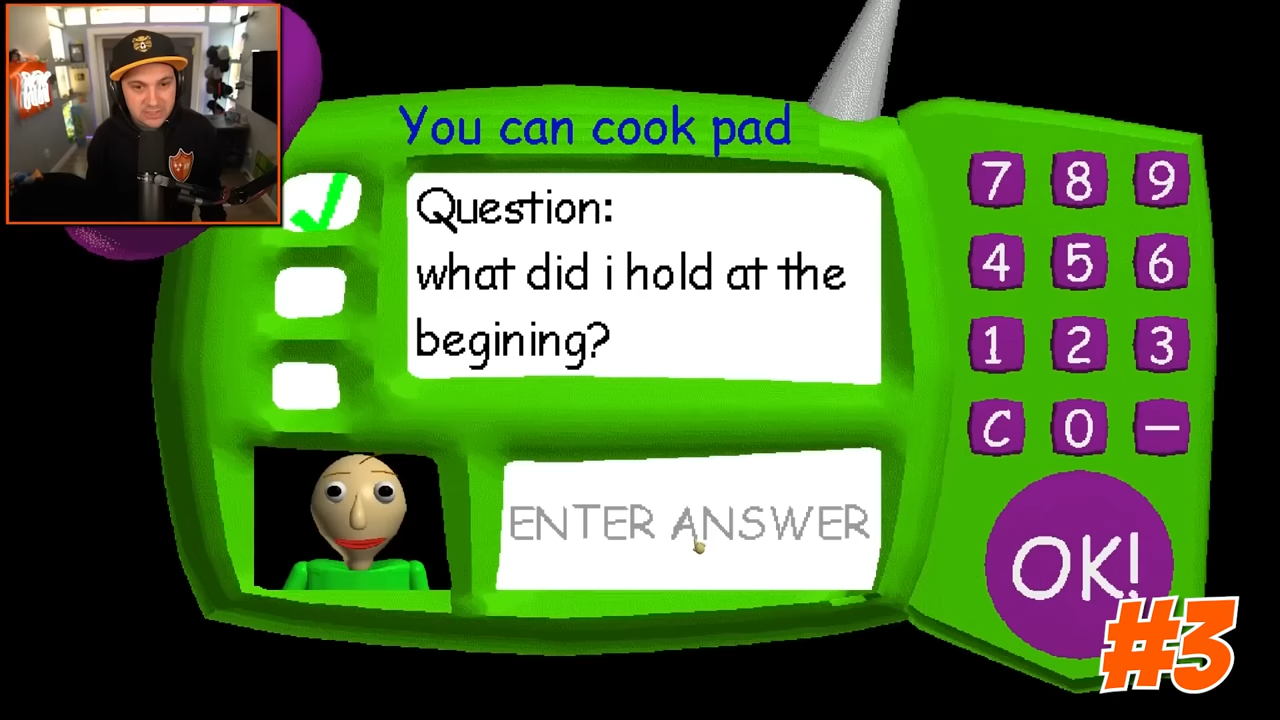 You can cook pad
Question:
what did i hold at the
begining?
ENTER ANSWER
7 8 9
4 5 6
1 2 3
C 0 -
OK!
#3